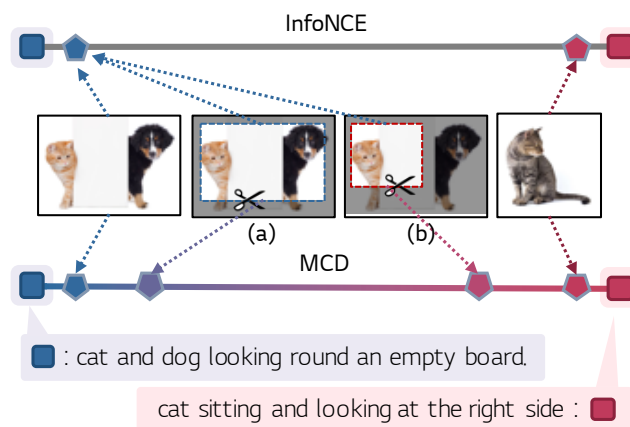 InfoNCE
(a)
(b)
MCD
: cat and dog looking round an empty board.
cat sitting and looking at the right side :